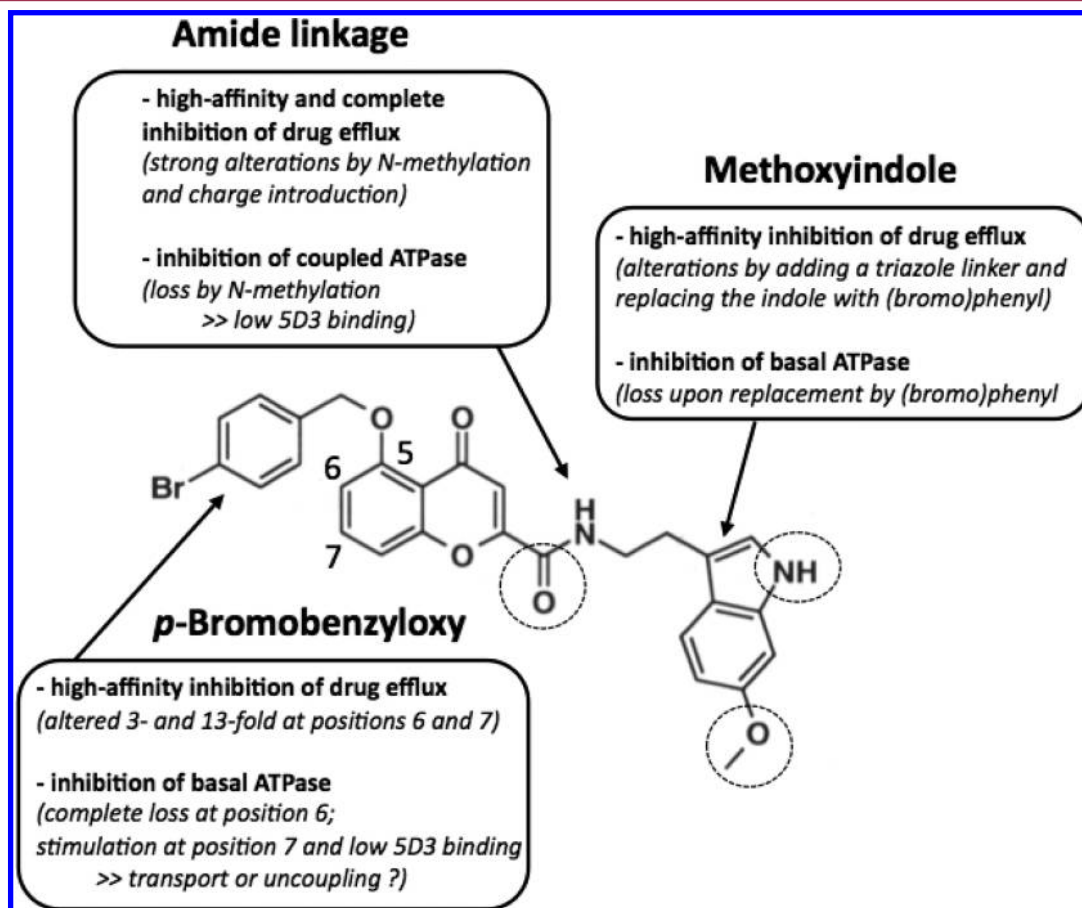 Amide linkage
- high-affinity and complete
inhibition of drug efflux
(strong alterations by N-methylation
and charge introduction)
- inhibition of coupled ATPase
(loss by N-methylation
>> low 5D3 binding)
Methoxyindole
- high-affinity inhibition of drug efflux
(alterations by adding a triazole linker and
replacing the indole with (bromo)phenyl)
- inhibition of basal ATPase
(loss upon replacement by (bromo)phenyl
O
O
5
6
Br
7
O
H
N
O
NH
O
p-Bromobenzyloxy
- high-affinity inhibition of drug efflux
(altered 3- and 13-fold at positions 6 and 7)
- inhibition of basal ATPase
(complete loss at position 6;
stimulation at position 7 and low 5D3 binding
>> transport or uncoupling ?)